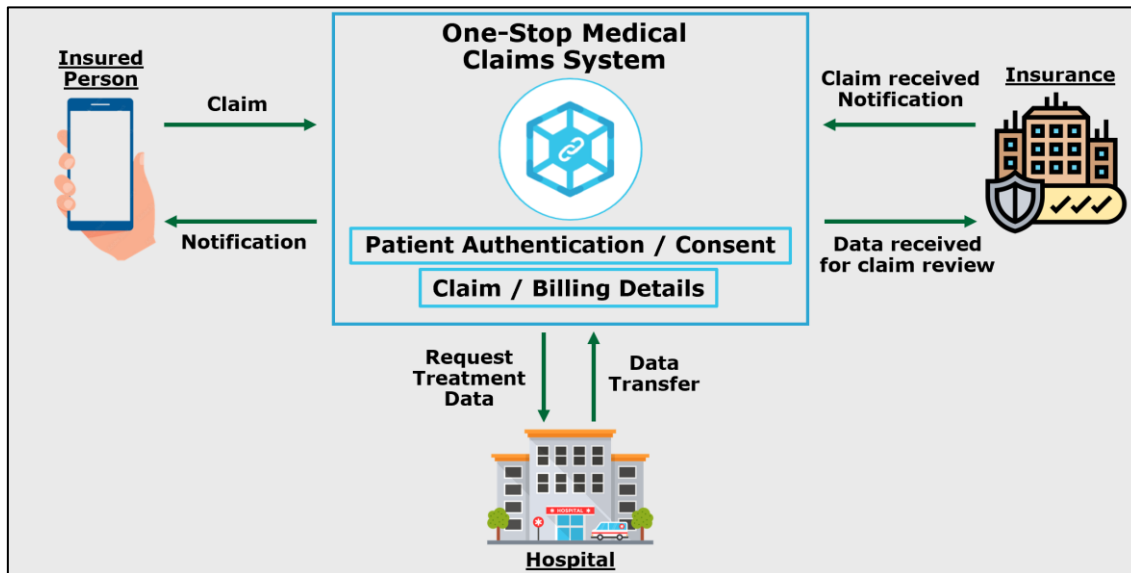 One-Stop Medical
Claims System
Insured
Person
Claim
Notification
Claim received
Notification
Insurance
Data received
for claim review
Patient Authentication / Consent
Claim / Billing Details
Request
Treatment
Data
Data
Transfer
HOSPITAL
Hospital